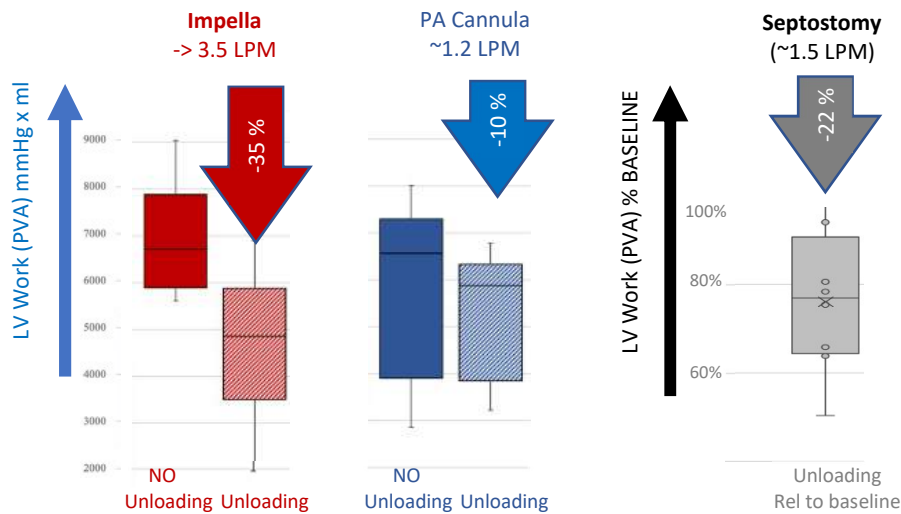 Impella
-> 3.5 LPM
PA Cannula
~1.2 LPM
Septostomy
(~1.5 LPM)
LV Work (PVA) mmHg x ml
-35 %
-10 %
LV Work (PVA) % BASELINE
-22 %
9000
8000
7000
6000
5000
4000
3000
2000
100%
80%
60%
NO
Unloading
Unloading
NO
Unloading
Unloading
Unloading
Rel to baseline